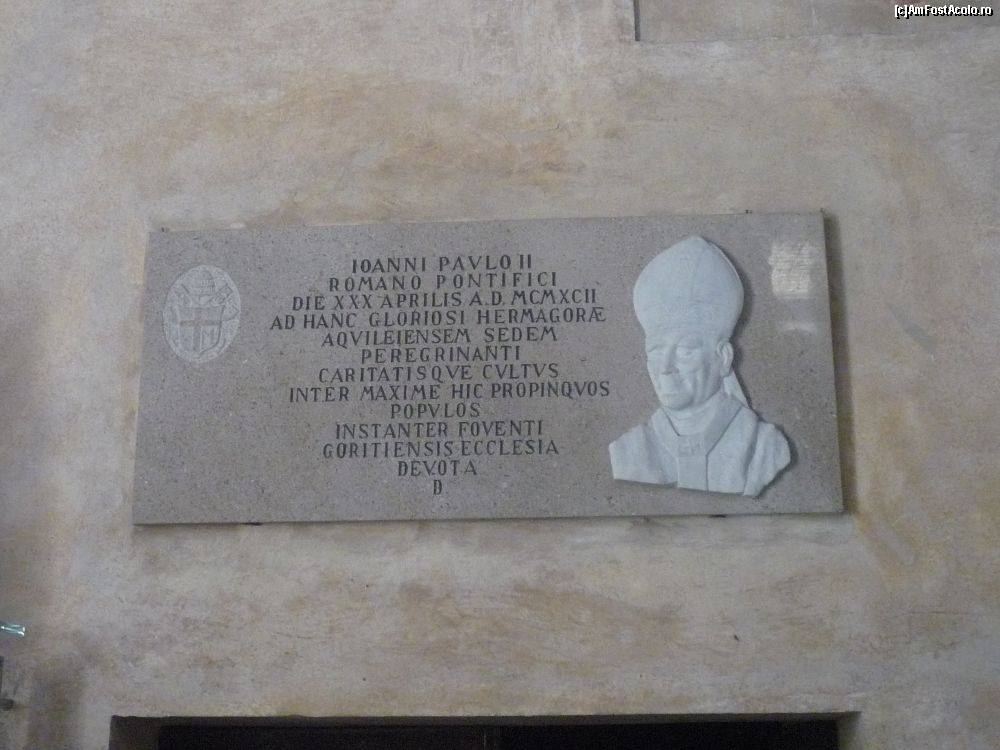 [c]AmFostAcolo.ro
IOANNI PAVLO II
ROMANO PONTIFICI
DIE XXX APRILIS A.D. MCMXCII
AD HANC GLORIOSI HERMAGORÆ
AQVILEIENSEM SEDEM
PEREGRINANTI
CARITATISQVE CVLTVS
INTER MAXIME HIC PROPINQVOS
POPVLOS
INSTANTER FOVENTI
GORITIENSIS ECCLESIA
DEVOTA
D